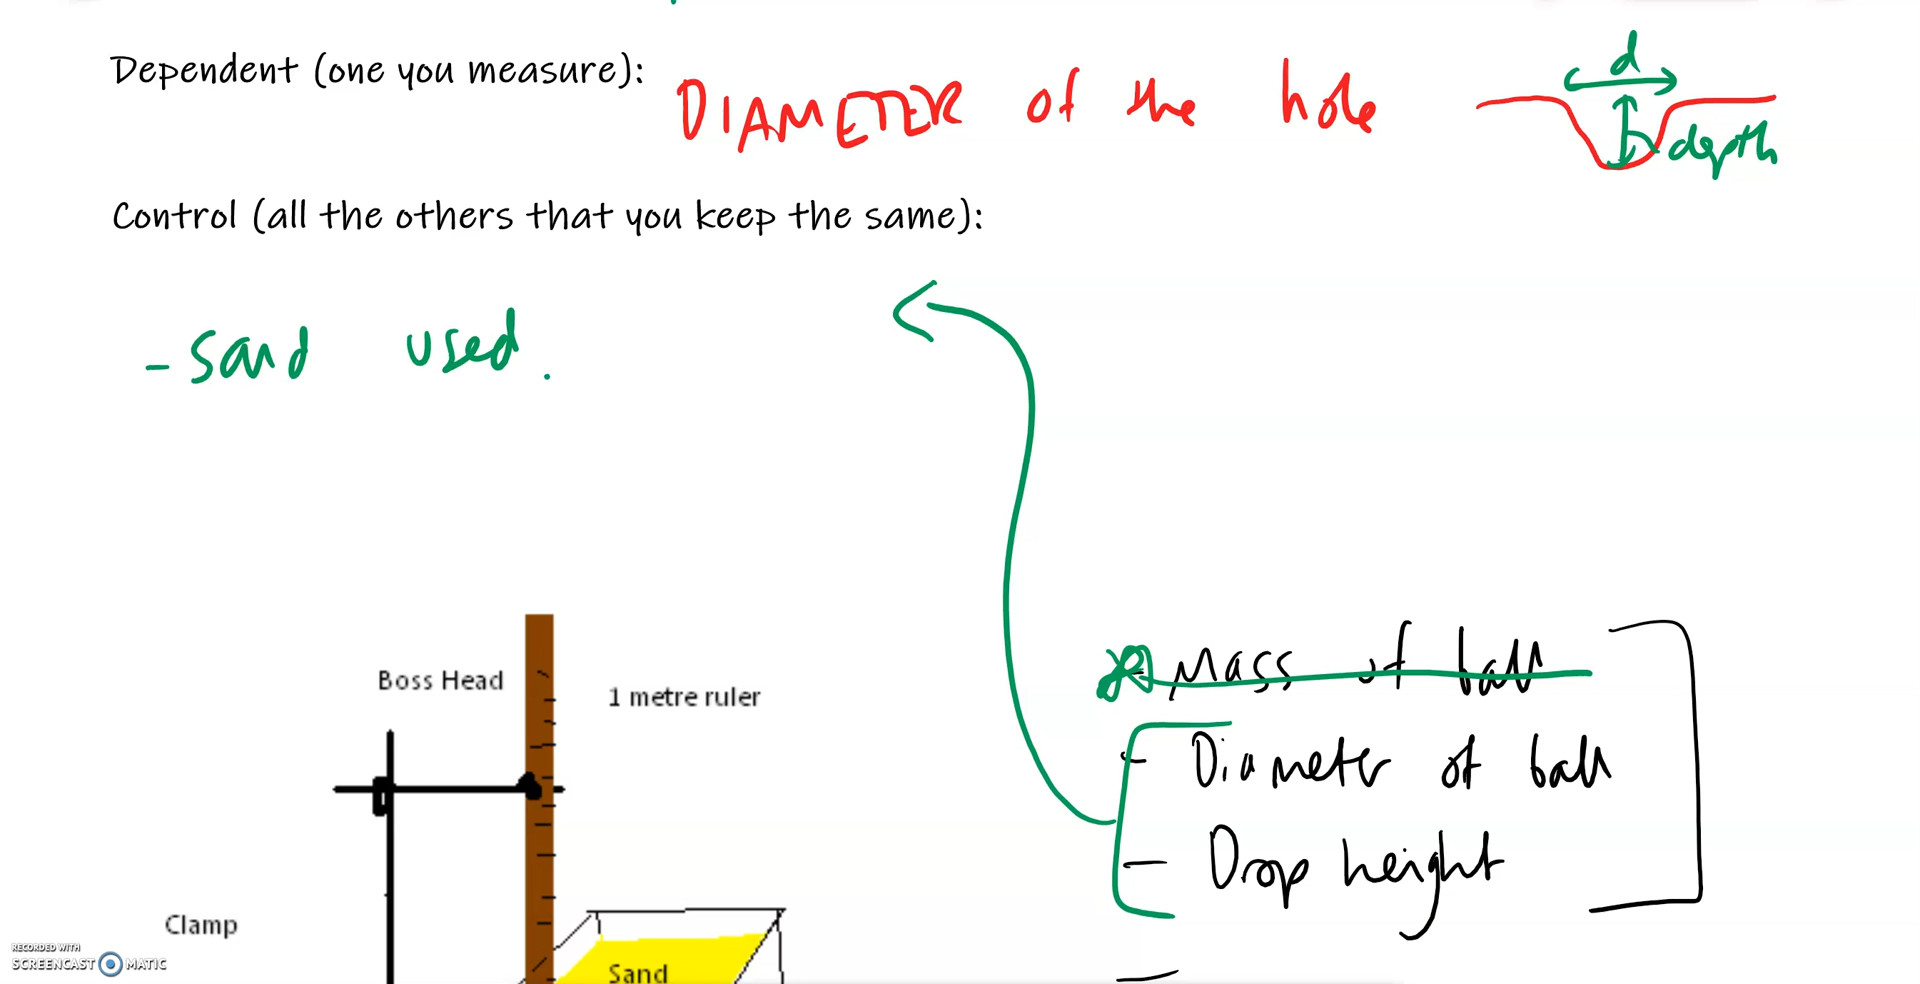 Dependent (one you measure): DIAMETER of the hole
d
depth
Control (all the others that you keep the same):
- sand used.
Boss Head
1 metre ruler
- Mass of ball
- Diameter of ball
- Drop height
-
Clamp
Sand
RECORDED WITH
SCREENCAST MATIC